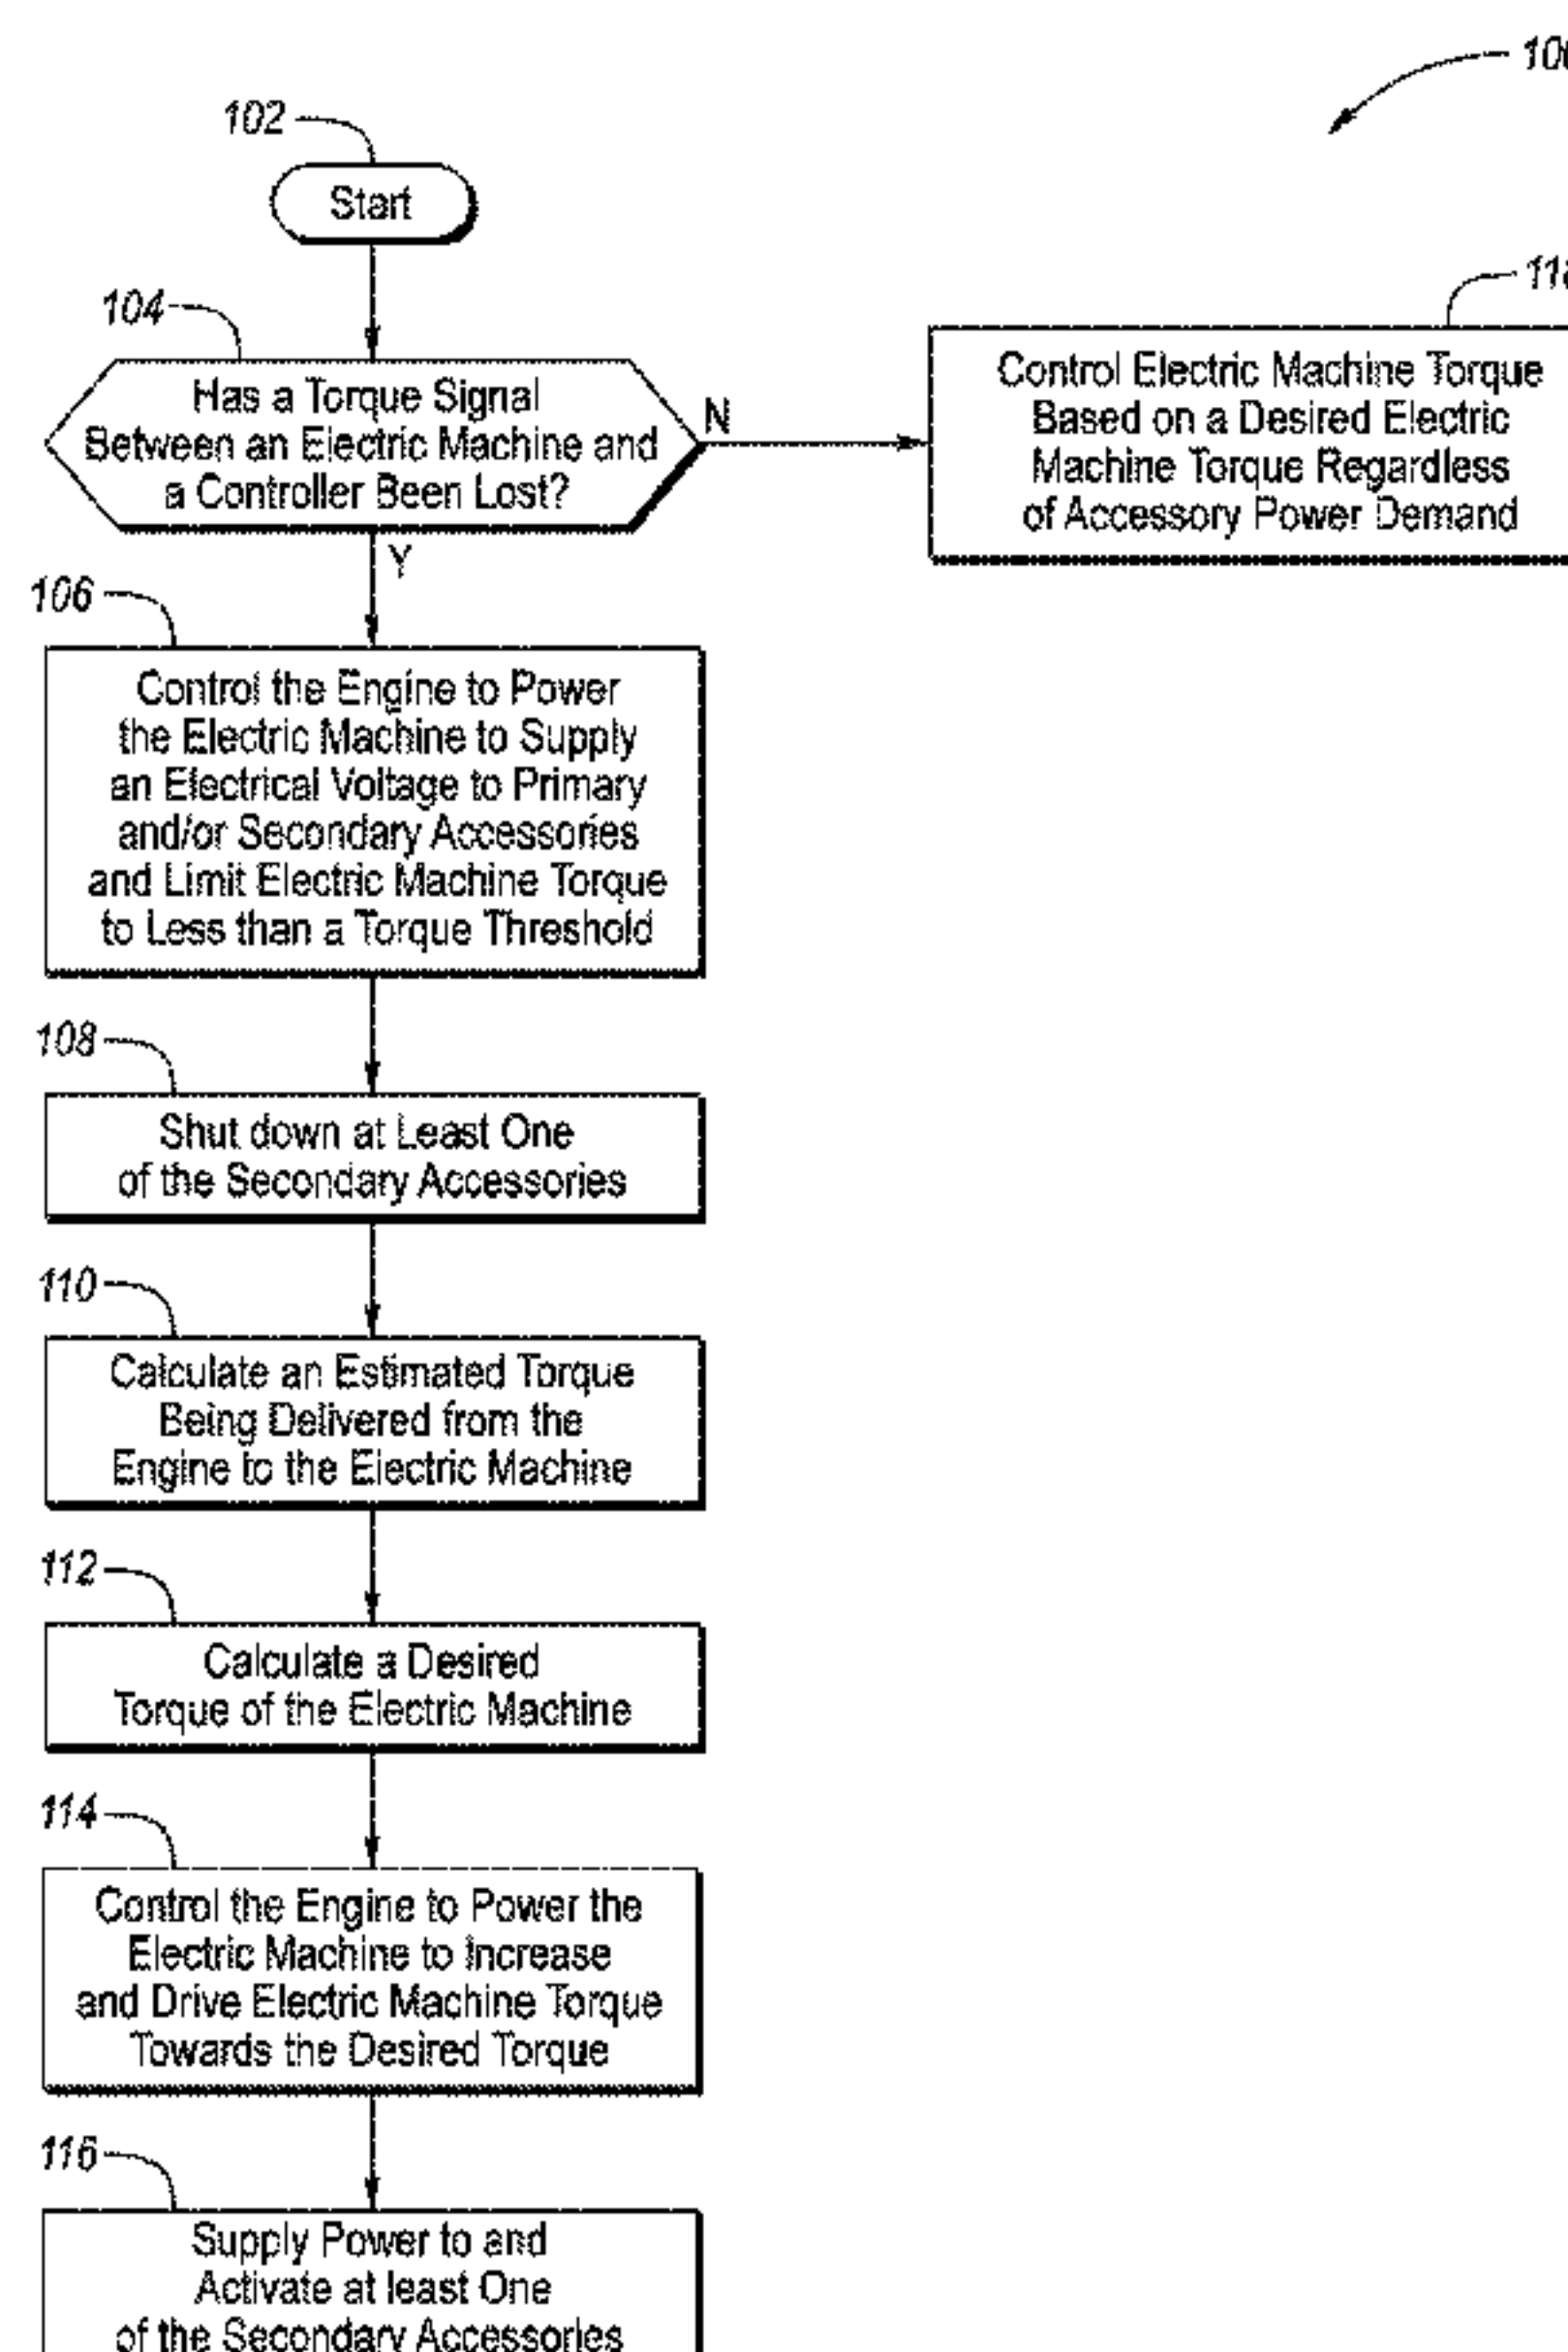 102
Start
104
Has a Torque Signal
Between an Electric Machine and
a Controller Been Lost?
N
Control Electric Machine Torque
Based on a Desired Electric
Machine Torque Regardless
of Accessory Power Demand
Y
106
Control the Engine to Power
the Electric Machine to Supply
an Electrical Voltage to Primary
and/or Secondary Accessories
and Limit Electric Machine Torque
to Less than a Torque Threshold
108
Shut down at Least One
of the Secondary Accessories
110
Calculate an Estimated Torque
Being Delivered from the
Engine to the Electric Machine
112
Calculate a Desired
Torque of the Electric Machine
114
Control the Engine to Power the
Electric Machine to Increase
and Drive Electric Machine Torque
Towards the Desired Torque
116
Supply Power to and
Activate at least One
of the Secondary Accessories